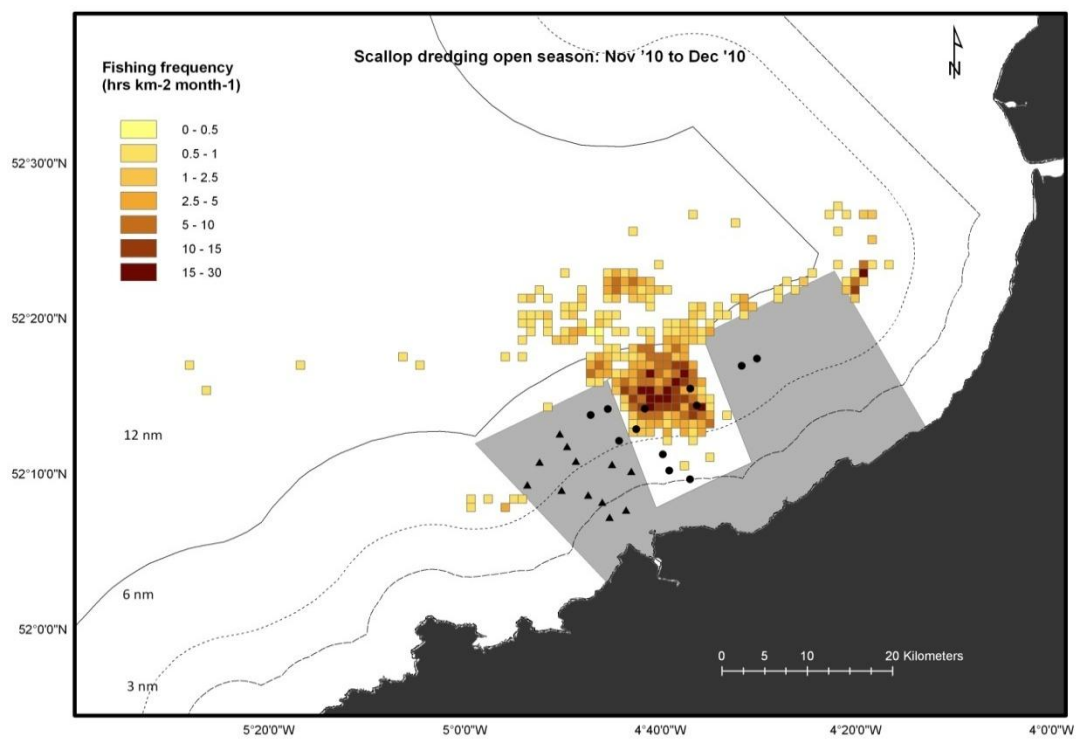 Scallop dredging open season: Nov '10 to Dec '10
N
Fishing frequency
(hrs km-2 month-1)
0 - 0.5
0.5 - 1
1 - 2.5
2.5 - 5
5 - 10
10 - 15
15 - 30
52°30'0"N
52°20'0"N
52°10'0"N
52°0'0"N
12 nm
6 nm
3 nm
0 5 10 20 Kilometers
5°20'0"W 5°0'0"W 4°40'0"W 4°20'0"W 4°0'0"W